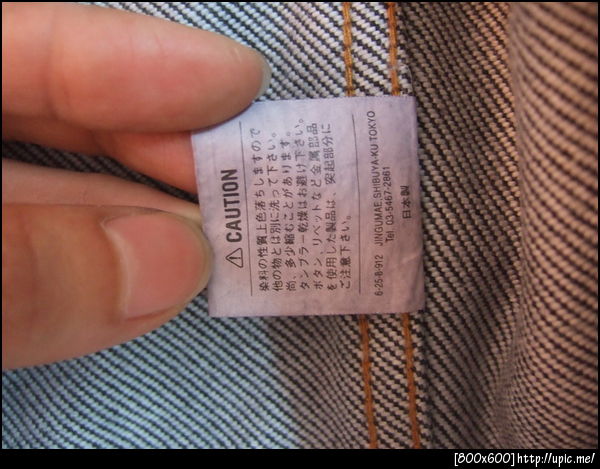 ⚠ CAUTION
染料の性質上色落ちしますので
他の物とは別に洗って下さい。
尚、多少縮むことがあります。
タンブラー乾燥はお避け下さい。
ボタン、リベットなど金属部品
を使用した製品は、突起部分に
ご注意下さい。
6-25-8-912 JINGUMAE,SHIBUYA-KU TOKYO
Tel. 03-5467-2861
日本製
[800x600] http://upic.me/